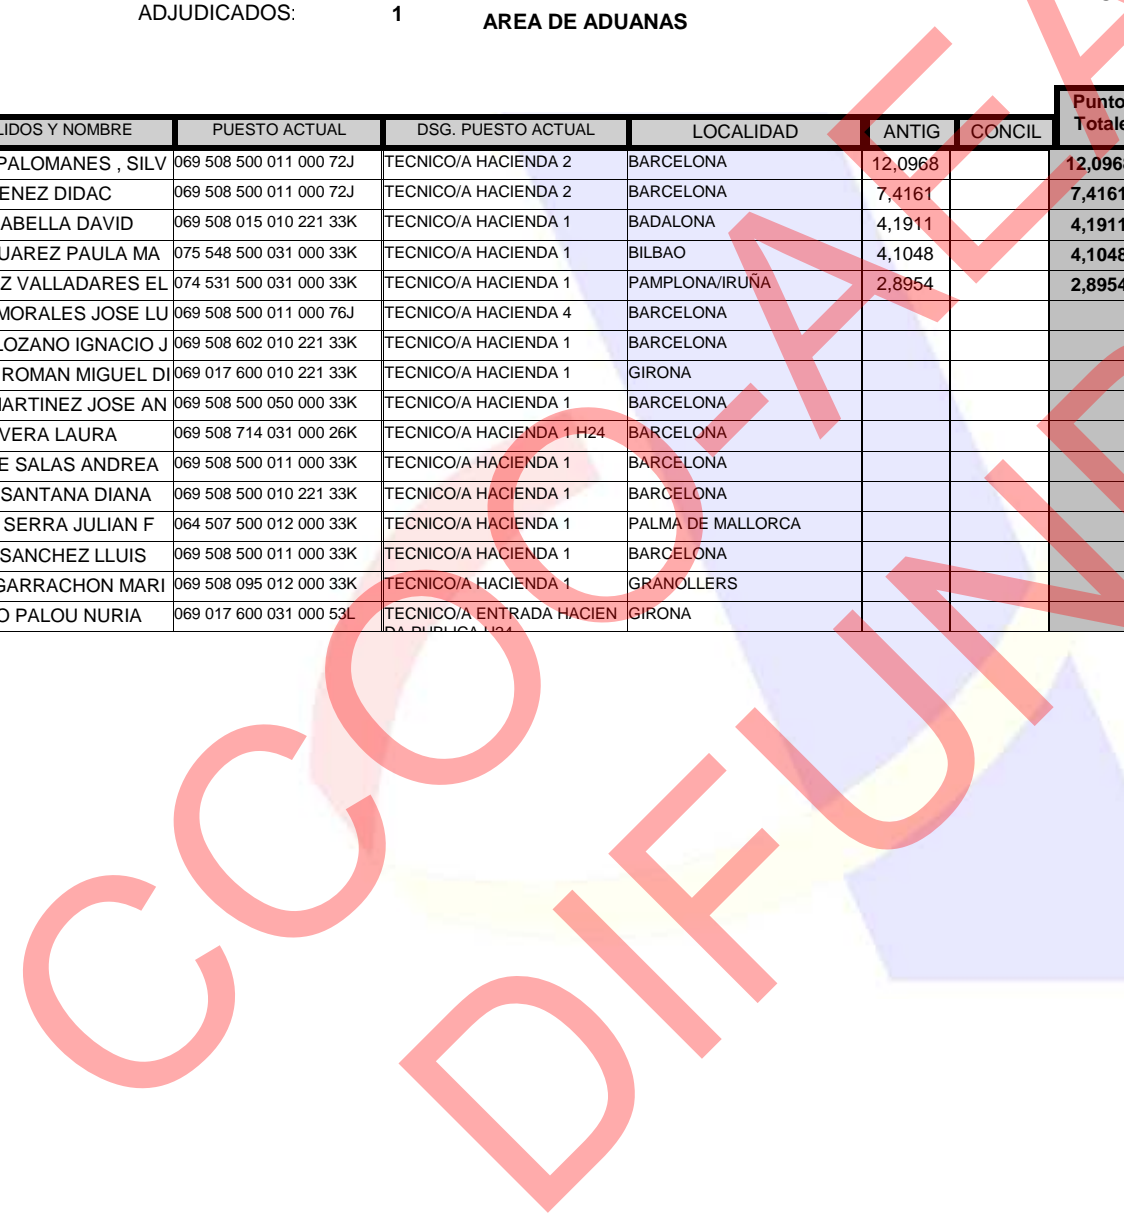 ADJUDICADOS: 1 AREA DE ADUANAS
LIDOS Y NOMBRE PUESTO ACTUAL DSG. PUESTO ACTUAL LOCALIDAD ANTIG CONCIL Punto Totale
PALOMANES , SILV 069 508 500 011 000 72J TECNICO/A HACIENDA 2 BARCELONA 12,0968 12,0968
ENEZ DIDAC 069 508 500 011 000 72J TECNICO/A HACIENDA 2 BARCELONA 7,4161 7,4161
ABELLA DAVID 069 508 015 010 221 33K TECNICO/A HACIENDA 1 BADALONA 4,1911 4,1911
UAREZ PAULA MA 075 548 500 031 000 33K TECNICO/A HACIENDA 1 BILBAO 4,1048 4,1048
Z VALLADARES EL 074 531 500 031 000 33K TECNICO/A HACIENDA 1 PAMPLONA/IRUÑA 2,8954 2,8954
MORALES JOSE LU 069 508 500 011 000 76J TECNICO/A HACIENDA 4 BARCELONA
LOZANO IGNACIO J 069 508 602 010 221 33K TECNICO/A HACIENDA 1 BARCELONA
ROMAN MIGUEL DI 069 017 600 010 221 33K TECNICO/A HACIENDA 1 GIRONA
MARTINEZ JOSE AN 069 508 500 050 000 33K TECNICO/A HACIENDA 1 BARCELONA
VERA LAURA 069 508 714 031 000 26K TECNICO/A HACIENDA 1 H24 BARCELONA
E SALAS ANDREA 069 508 500 011 000 33K TECNICO/A HACIENDA 1 BARCELONA
SANTANA DIANA 069 508 500 010 221 33K TECNICO/A HACIENDA 1 BARCELONA
SERRA JULIAN F 064 507 500 012 000 33K TECNICO/A HACIENDA 1 PALMA DE MALLORCA
SANCHEZ LLUIS 069 508 500 011 000 33K TECNICO/A HACIENDA 1 BARCELONA
GARRACHON MARI 069 508 095 012 000 33K TECNICO/A HACIENDA 1 GRANOLLERS
O PALOU NURIA 069 017 600 031 000 53L TECNICO/A ENTRADA HACIEN GIRONA
DA PUBLICA H24
CCOO-AEA
DIFUND